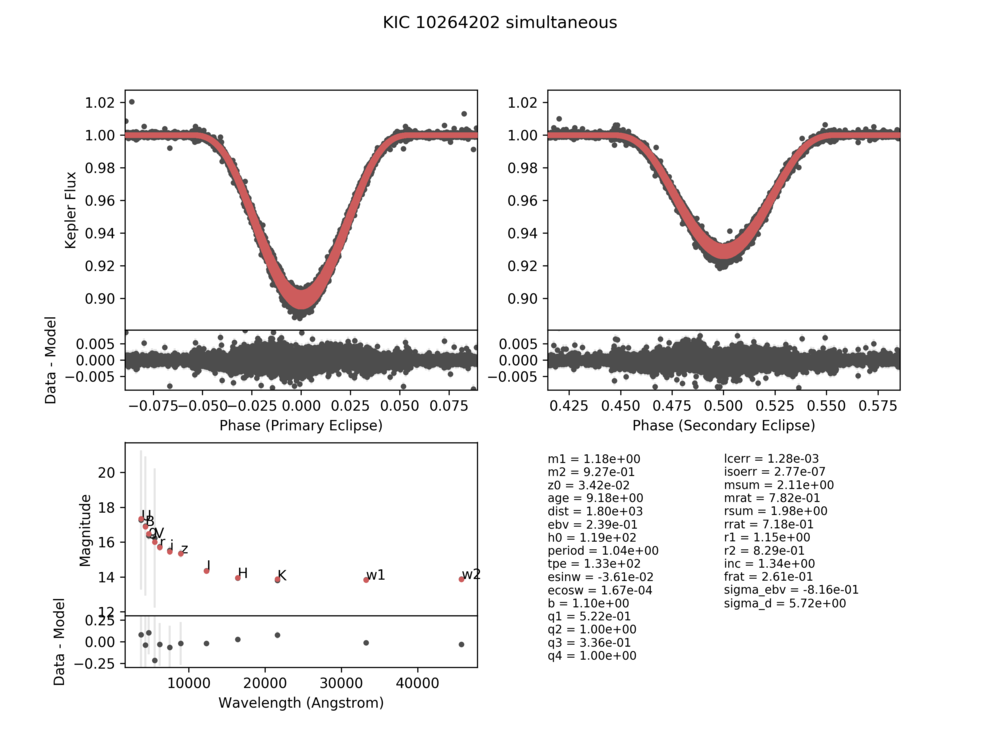 KIC 10264202 simultaneous
1.02
1.00
0.98
0.96
0.94
0.92
0.90
Kepler Flux
0.005
0.000
−0.005
Data - Model
−0.075 −0.050 −0.025 0.000 0.025 0.050 0.075
Phase (Primary Eclipse)
1.02
1.00
0.98
0.96
0.94
0.92
0.90
0.005
0.000
−0.005
0.425 0.450 0.475 0.500 0.525 0.550 0.575
Phase (Secondary Eclipse)
20
18
16
14
12
Magnitude
U
B
g
V
r
i
z
J
H
K
w1
w2
0.25
0.00
−0.25
Data - Model
10000 20000 30000 40000
Wavelength (Angstrom)
m1 = 1.18e+00
m2 = 9.27e-01
z0 = 3.42e-02
age = 9.18e+00
dist = 1.80e+03
ebv = 2.39e-01
h0 = 1.19e+02
period = 1.04e+00
tpe = 1.33e+02
esinw = -3.61e-02
ecosw = 1.67e-04
b = 1.10e+00
q1 = 5.22e-01
q2 = 1.00e+00
q3 = 3.36e-01
q4 = 1.00e+00
lcerr = 1.28e-03
isoerr = 2.77e-07
msum = 2.11e+00
mrat = 7.82e-01
rsum = 1.98e+00
rrat = 7.18e-01
r1 = 1.15e+00
r2 = 8.29e-01
inc = 1.34e+00
frat = 2.61e-01
sigma_ebv = -8.16e-01
sigma_d = 5.72e+00